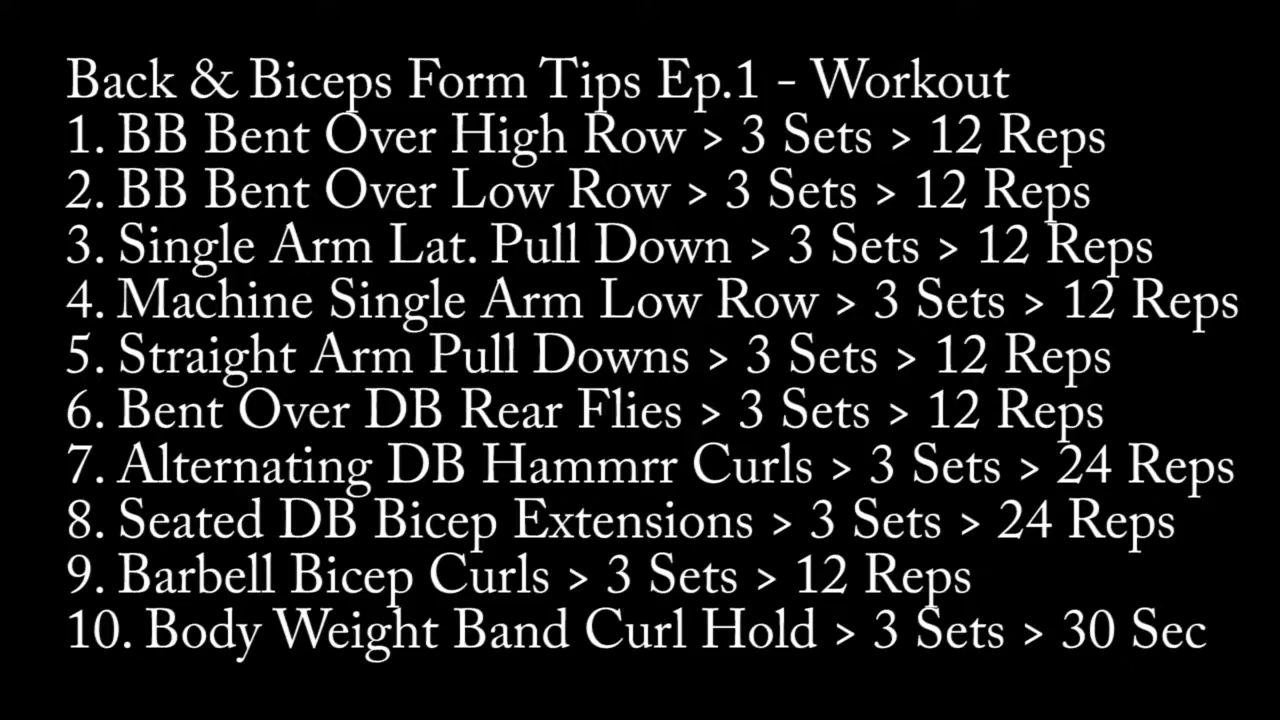 Back & Biceps Form Tips Ep.1 - Workout
1. BB Bent Over High Row > 3 Sets > 12 Reps
2. BB Bent Over Low Row > 3 Sets > 12 Reps
3. Single Arm Lat. Pull Down > 3 Sets > 12 Reps
4. Machine Single Arm Low Row > 3 Sets > 12 Reps
5. Straight Arm Pull Downs > 3 Sets > 12 Reps
6. Bent Over DB Rear Flies > 3 Sets > 12 Reps
7. Alternating DB Hammrr Curls > 3 Sets > 24 Reps
8. Seated DB Bicep Extensions > 3 Sets > 24 Reps
9. Barbell Bicep Curls > 3 Sets > 12 Reps
10. Body Weight Band Curl Hold > 3 Sets > 30 Sec